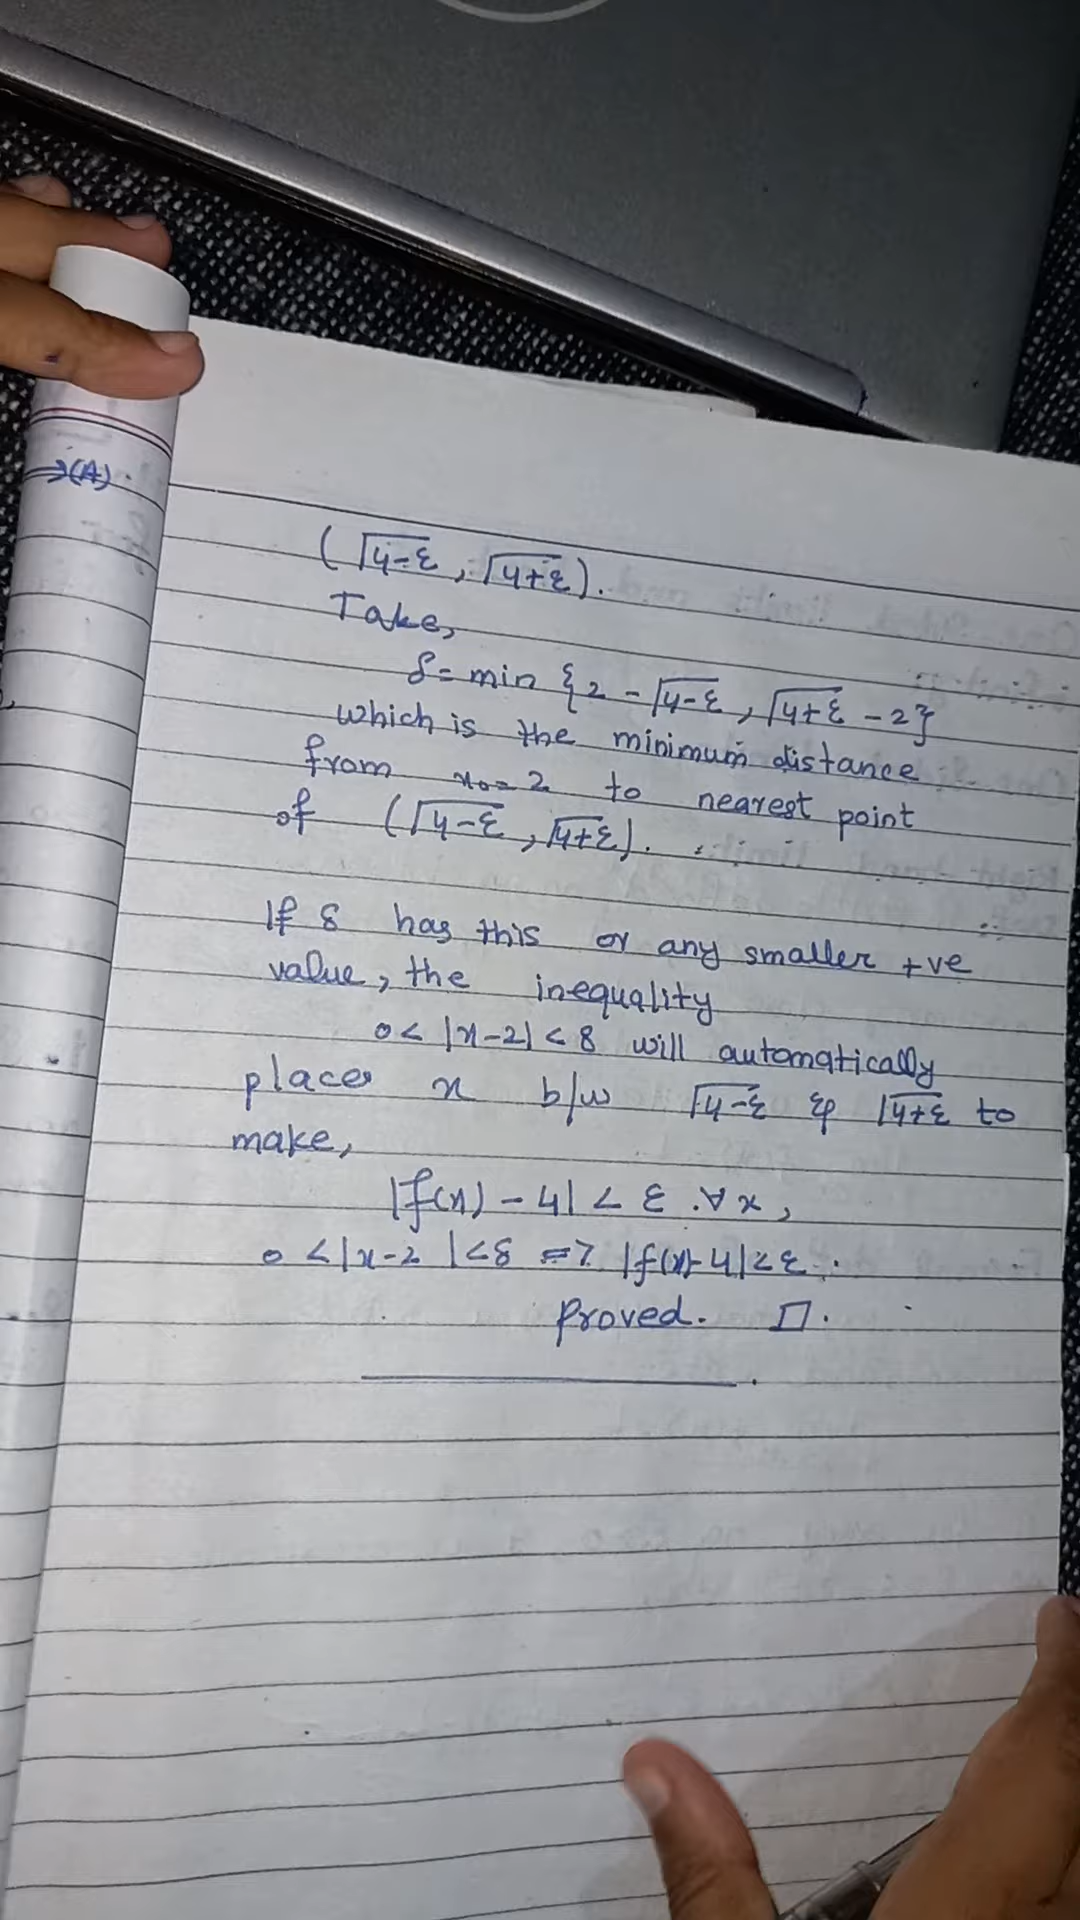 ⇒(A).
(√4-ε, √4+ε).
Take,
δ= min {2-√4-ε, √4+ε -2}
which is the minimum distance
from x₀=2 to nearest point
of (√4-ε, √4+ε).
If δ has this or any smaller +ve
value, the inequality
0< |x-2| <δ will automatically
places x b/w √4-ε & √4+ε to
make,
|f(x) - 4| < ε . ∀ x,
0 <|x-2 |<δ => |f(x)-4|<ε.
Proved. □.